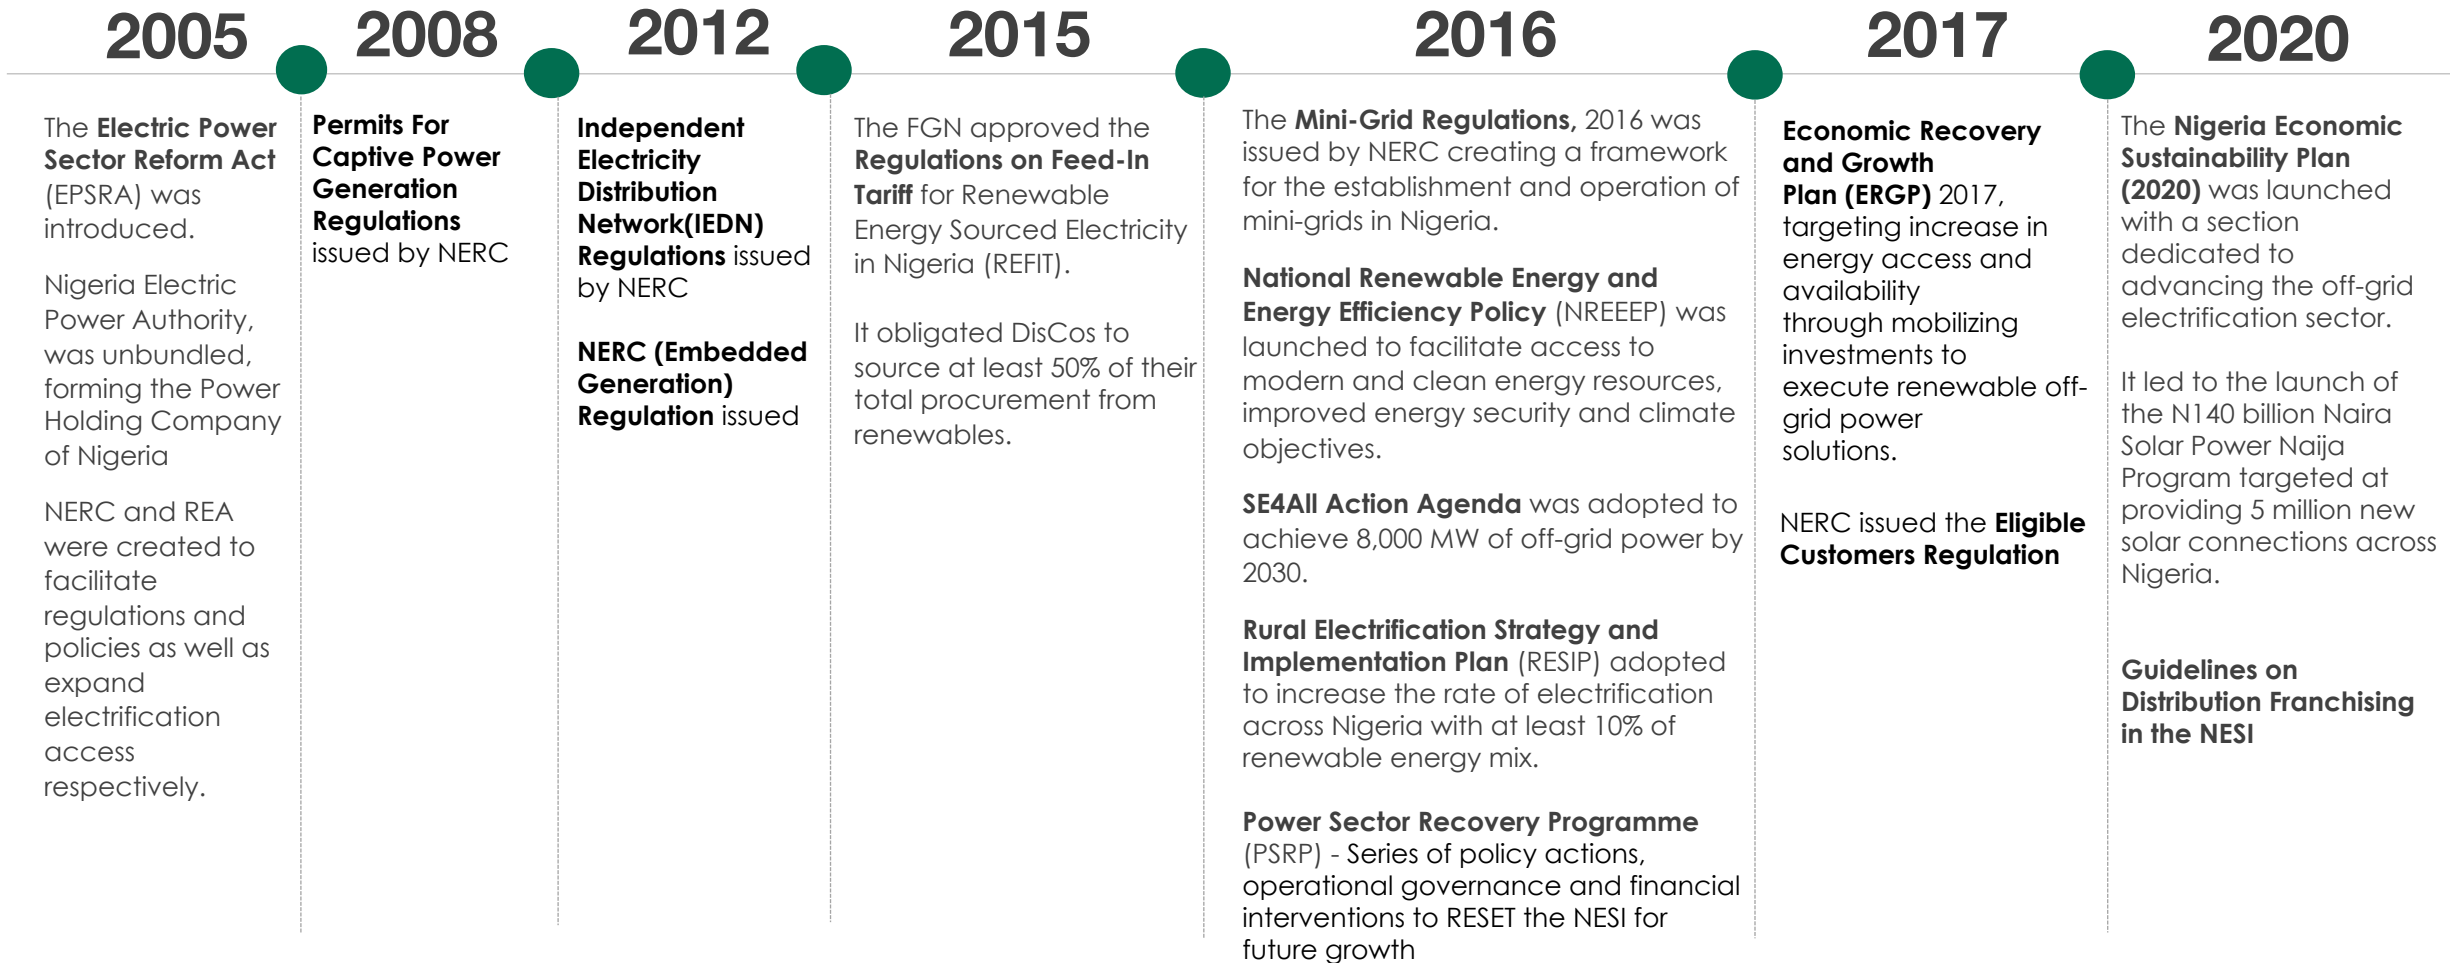 2005
The Electric Power
Sector Reform Act
(EPSRA) was
introduced.
Nigeria Electric
Power Authority,
was unbundled,
forming the Power
Holding Company
of Nigeria
NERC and REA
were created to
facilitate
regulations and
policies as well as
expand
electrification
access
respectively.
2008
Permits For
Captive Power
Generation
Regulations
issued by NERC
2012
Independent
Electricity
Distribution
Network(IEDN)
Regulations issued
by NERC
NERC (Embedded
Generation)
Regulation issued
2015
The FGN approved the
Regulations on Feed-In
Tariff for Renewable
Energy Sourced Electricity
in Nigeria (REFIT).
It obligated DisCos to
source at least 50% of their
total procurement from
renewables.
2016
The Mini-Grid Regulations, 2016 was
issued by NERC creating a framework
for the establishment and operation of
mini-grids in Nigeria.
National Renewable Energy and
Energy Efficiency Policy (NREEEP) was
launched to facilitate access to
modern and clean energy resources,
improved energy security and climate
objectives.
SE4All Action Agenda was adopted to
achieve 8,000 MW of off-grid power by
2030.
Rural Electrification Strategy and
Implementation Plan (RESIP) adopted
to increase the rate of electrification
across Nigeria with at least 10% of
renewable energy mix.
Power Sector Recovery Programme
(PSRP) - Series of policy actions,
operational governance and financial
interventions to RESET the NESI for
future growth
2017
Economic Recovery
and Growth
Plan (ERGP) 2017,
targeting increase in
energy access and
availability
through mobilizing
investments to
execute renewable off-
grid power
solutions.
NERC issued the Eligible
Customers Regulation
2020
The Nigeria Economic
Sustainability Plan
(2020) was launched
with a section
dedicated to
advancing the off-grid
electrification sector.
It led to the launch of
the N140 billion Naira
Solar Power Naija
Program targeted at
providing 5 million new
solar connections across
Nigeria.
Guidelines on
Distribution Franchising
in the NESI